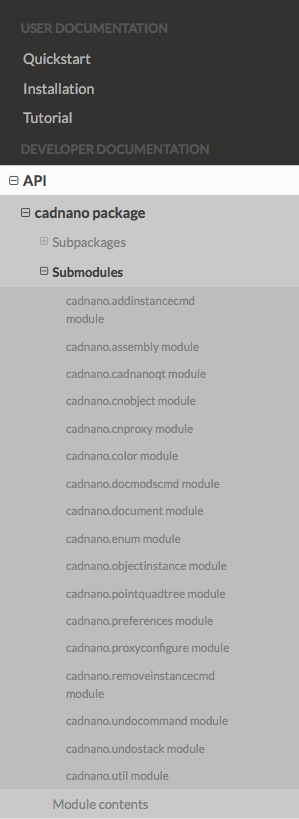 USER DOCUMENTATION
Quickstart
Installation
Tutorial
DEVELOPER DOCUMENTATION
API
cadnano package
Subpackages
Submodules
cadnano.addinstancecmd
module
cadnano.assembly module
cadnano.cadnanoqt module
cadnano.cnobject module
cadnano.cnproxy module
cadnano.color module
cadnano.docmodscmd module
cadnano.document module
cadnano.enum module
cadnano.objectinstance module
cadnano.pointquadtree module
cadnano.preferences module
cadnano.proxyconfigure module
cadnano.removeinstancecmd
module
cadnano.undocommand module
cadnano.undostack module
cadnano.util module
Module contents